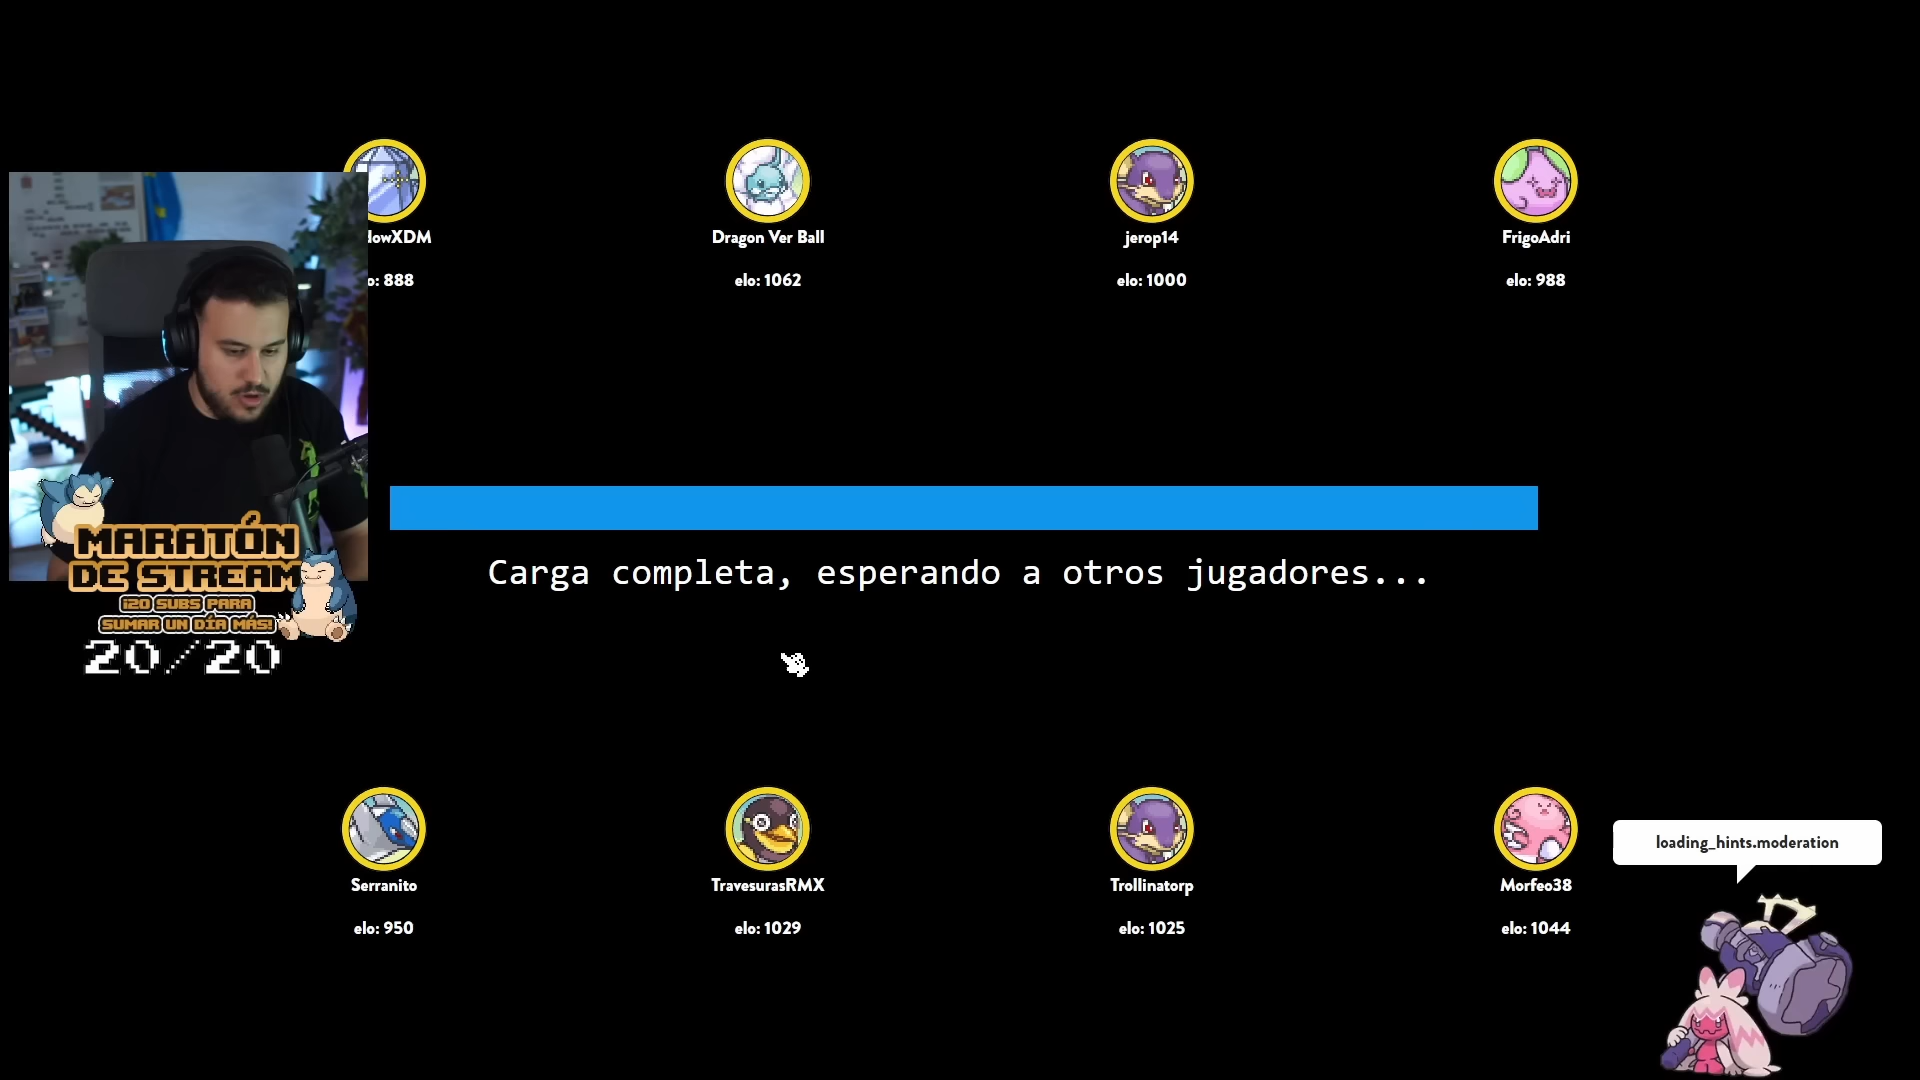 dowXDM
Dragon Ver Ball
jerop14
FrigoAdri
o: 888
elo: 1062
elo: 1000
elo: 988
Carga completa, esperando a otros jugadores...
MARATÓN
DE STREAM
¡20 SUBS PARA
SUMAR UN DÍA MÁS!
20/20
loading_hints.moderation
Serranito
TravesurasRMX
Trollinatorp
Morfeo38
elo: 950
elo: 1029
elo: 1025
elo: 1044